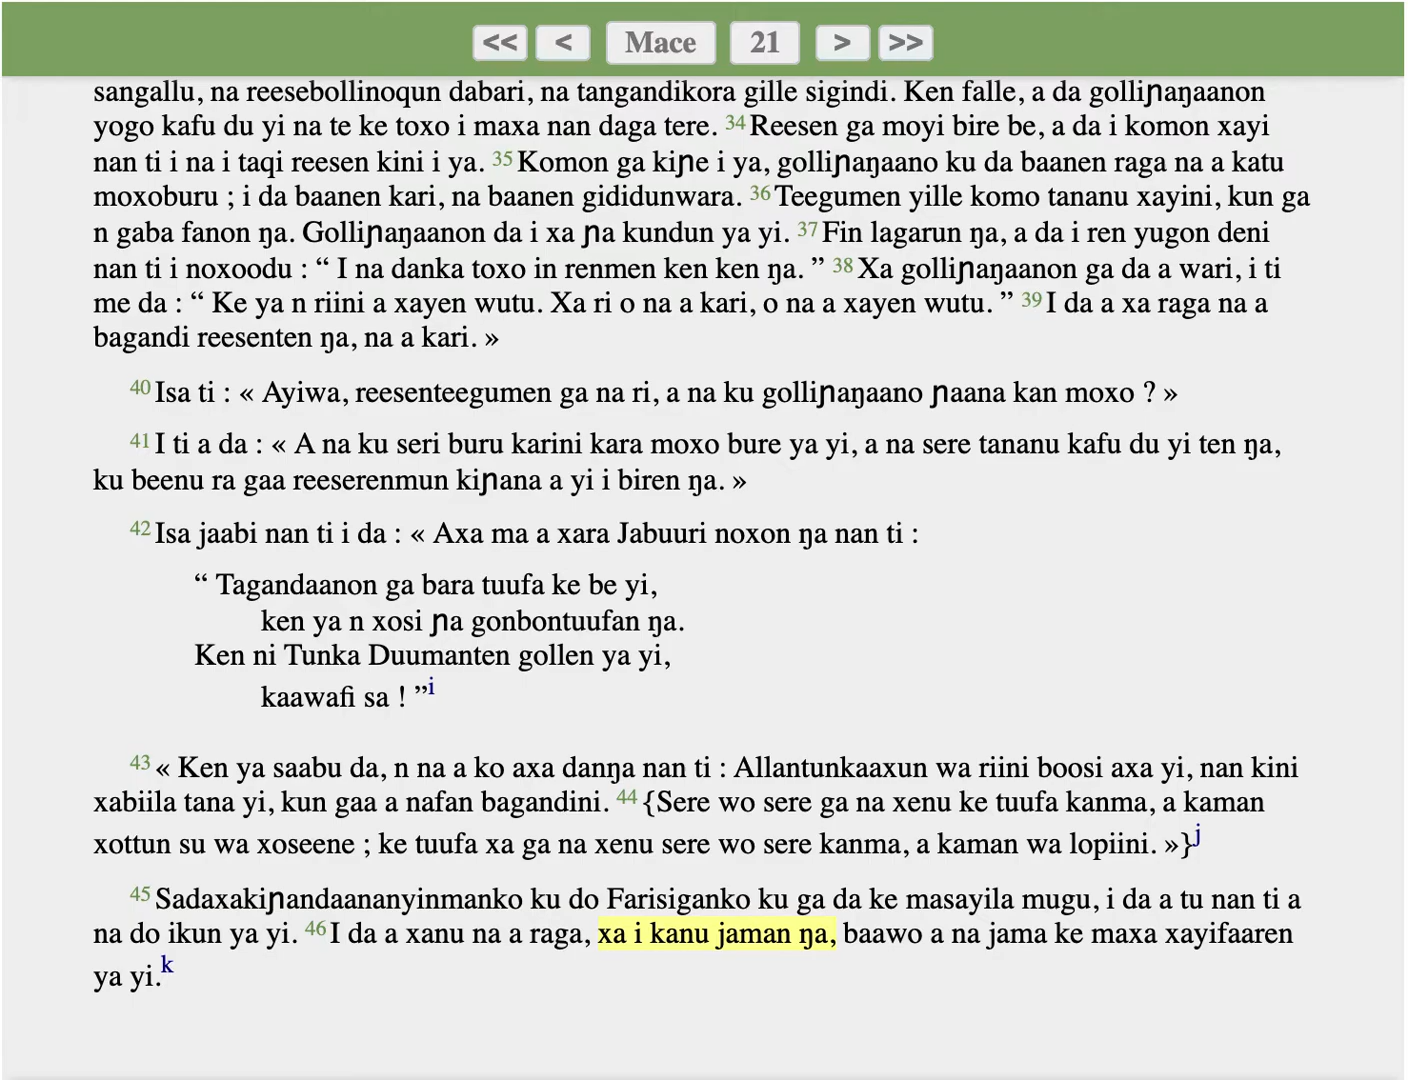 << < Mace 21 > >>
sangallu, na reesebollinoqun dabari, na tangandikora gille sigindi. Ken falle, a da golliɲaŋaanon
yogo kafu du yi na te ke toxo i maxa nan daga tere. 34 Reesen ga moyi bire be, a da i komon xayi
nan ti i na i taqi reesen kini i ya. 35 Komon ga kiɲe i ya, golliɲaŋaano ku da baanen raga na a katu
moxoburu ; i da baanen kari, na baanen gididunwara. 36 Teegumen yille komo tananu xayini, kun ga
n gaba fanon ŋa. Golliɲaŋaanon da i xa ɲa kundun ya yi. 37 Fin lagarun ŋa, a da i ren yugon deni
nan ti i noxoodu : “ I na danka toxo in renmen ken ken ŋa. ” 38 Xa golliɲaŋaanon ga da a wari, i ti
me da : “ Ke ya n riini a xayen wutu. Xa ri o na a kari, o na a xayen wutu. ” 39 I da a xa raga na a
bagandi reesenten ŋa, na a kari. »
40 Isa ti : « Ayiwa, reesenteegumen ga na ri, a na ku golliɲaŋaano ɲaana kan moxo ? »
41 I ti a da : « A na ku seri buru karini kara moxo bure ya yi, a na sere tananu kafu du yi ten ŋa,
ku beenu ra gaa reeserenmun kiɲana a yi i biren ŋa. »
42 Isa jaabi nan ti i da : « Axa ma a xara Jabuuri noxon ŋa nan ti :
“ Tagandaanon ga bara tuufa ke be yi,
ken ya n xosi ɲa gonbontuufan ŋa.
Ken ni Tunka Duumanten gollen ya yi,
kaawafi sa ! ”i
43 « Ken ya saabu da, n na a ko axa danŋa nan ti : Allantunkaaxun wa riini boosi axa yi, nan kini
xabiila tana yi, kun gaa a nafan bagandini. 44 {Sere wo sere ga na xenu ke tuufa kanma, a kaman
xottun su wa xoseene ; ke tuufa xa ga na xenu sere wo sere kanma, a kaman wa lopiini. »}j
45 Sadaxakiɲandaananyinmanko ku do Farisiganko ku ga da ke masayila mugu, i da a tu nan ti a
na do ikun ya yi. 46 I da a xanu na a raga, xa i kanu jaman ŋa, baawo a na jama ke maxa xayifaaren
ya yi.k